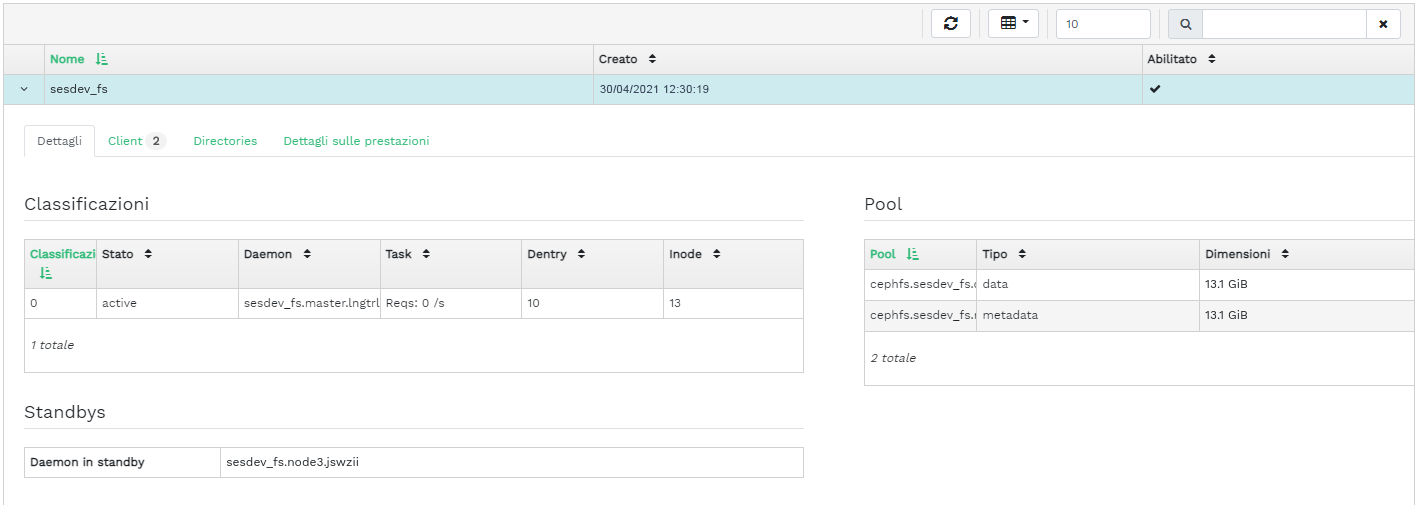 10
Nome Creato Abilitato
sesdev_fs 30/04/2021 12:30:19
Dettagli Client 2 Directories Dettagli sulle prestazioni
Classificazioni
Classificazi Stato Daemon Task Dentry Inode
0 active sesdev_fs.master.lngtrl Reqs: 0 /s 10 13
1 totale
Standbys
Daemon in standby sesdev_fs.node3.jswzii
Pool
Pool Tipo Dimensioni
cephfs.sesdev_fs. data 13.1 GiB
cephfs.sesdev_fs. metadata 13.1 GiB
2 totale